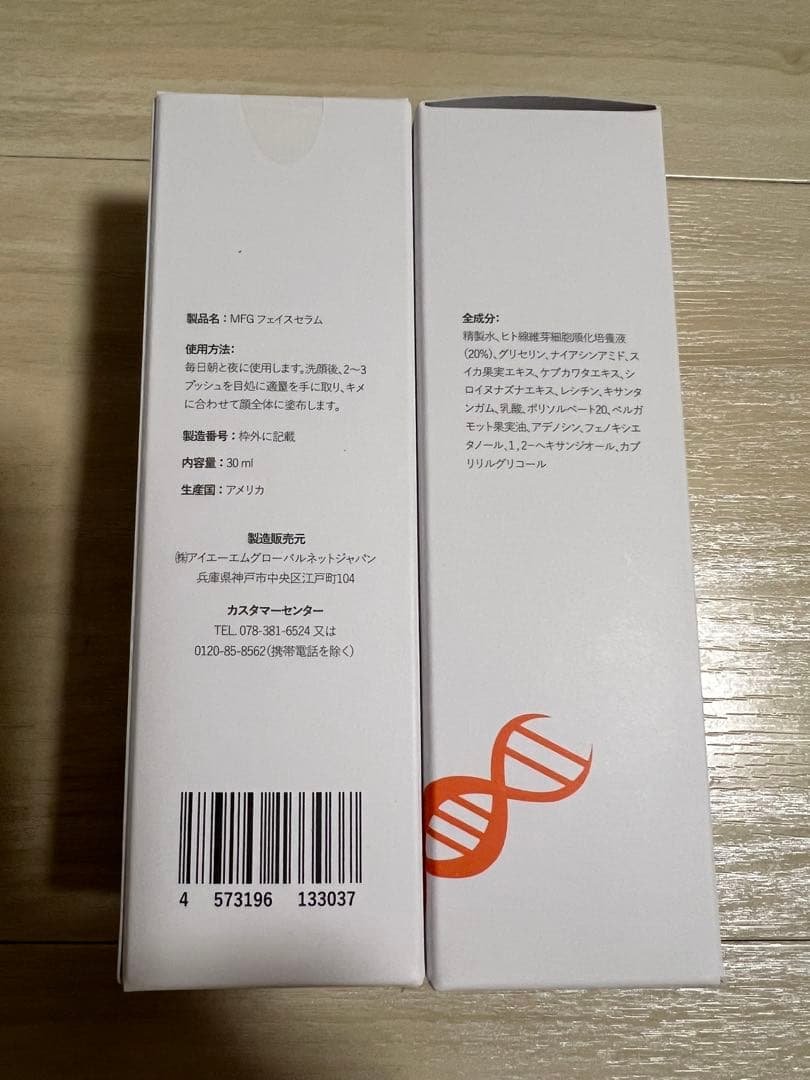 製品名：MFG フェイスセラム
使用方法：
毎日朝と夜に使用します。洗顔後、2〜3
プッシュを目処に適量を手に取り、キメ
に合わせて顔全体に塗布します。
製造番号：枠外に記載
内容量：30 ml
生産国：アメリカ
製造販売元
㈱アイエーエムグローバルネットジャパン
兵庫県神戸市中央区江戸町104
カスタマーセンター
TEL. 078-381-6524 又は
0120-85-8562（携帯電話を除く）
4 573196 133037
全成分：
精製水、ヒト線維芽細胞順化培養液
(20%)、グリセリン、ナイアシンアミド、ス
イカ果実エキス、ケブカワタエキス、シ
ロイヌナズナエキス、レシチン、キサンタ
ンガム、乳酸、ポリソルベート20、ベルガ
モット果実油、アデノシン、フェノキシエ
タノール、1,2-ヘキサンジオール、カプ
リリルグリコール